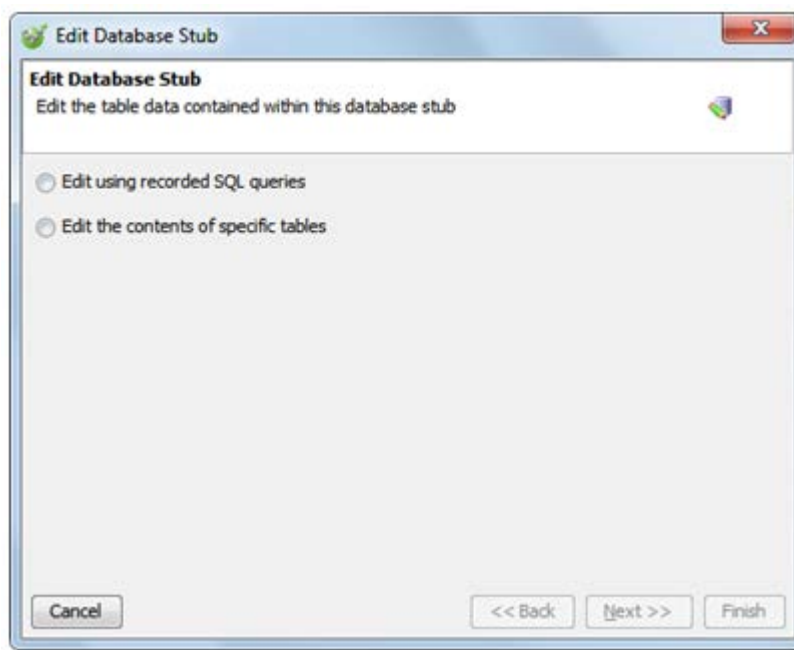 Edit Database Stub
Edit Database Stub
Edit the table data contained within this database stub
Edit using recorded SQL queries
Edit the contents of specific tables
Cancel << Back Next >> Finish